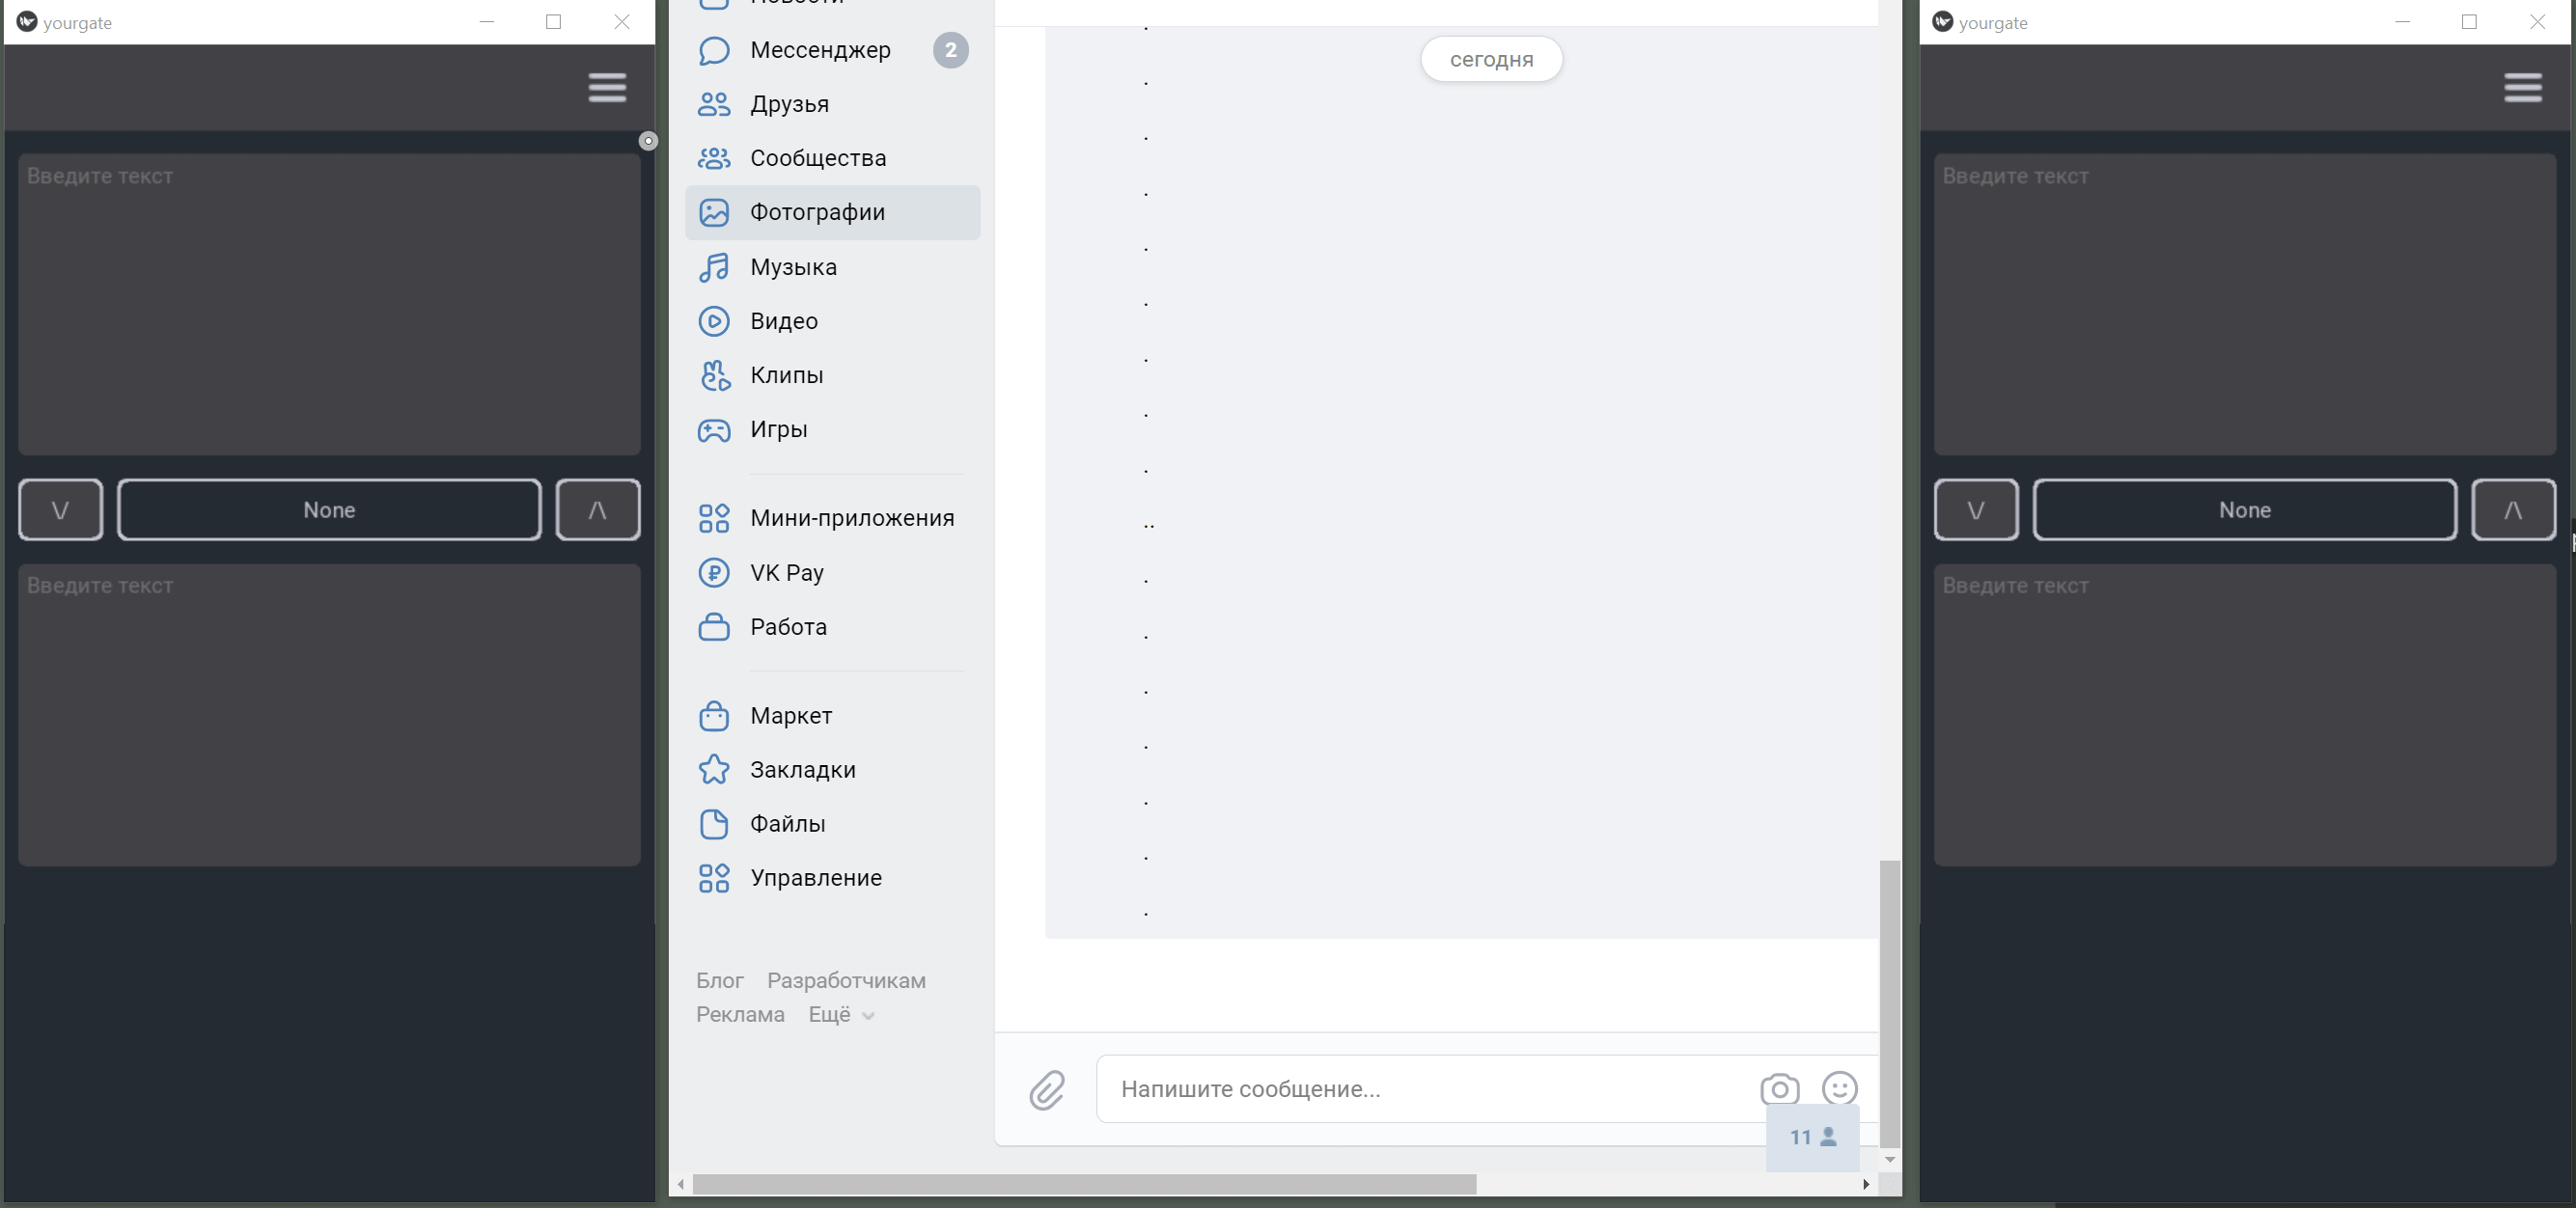 yourgate
Введите текст
\/
None
/\
Введите текст
Новости
Мессенджер 2
Друзья
Сообщества
Фотографии
Музыка
Видео
Клипы
Игры
Мини-приложения
VK Pay
Работа
Маркет
Закладки
Файлы
Управление
Блог Разработчикам
Реклама Ещё
сегодня
.
.
.
.
.
.
.
.
.
..
.
.
.
.
.
.
.
Напишите сообщение...
11
yourgate
Введите текст
\/
None
/\
Введите текст